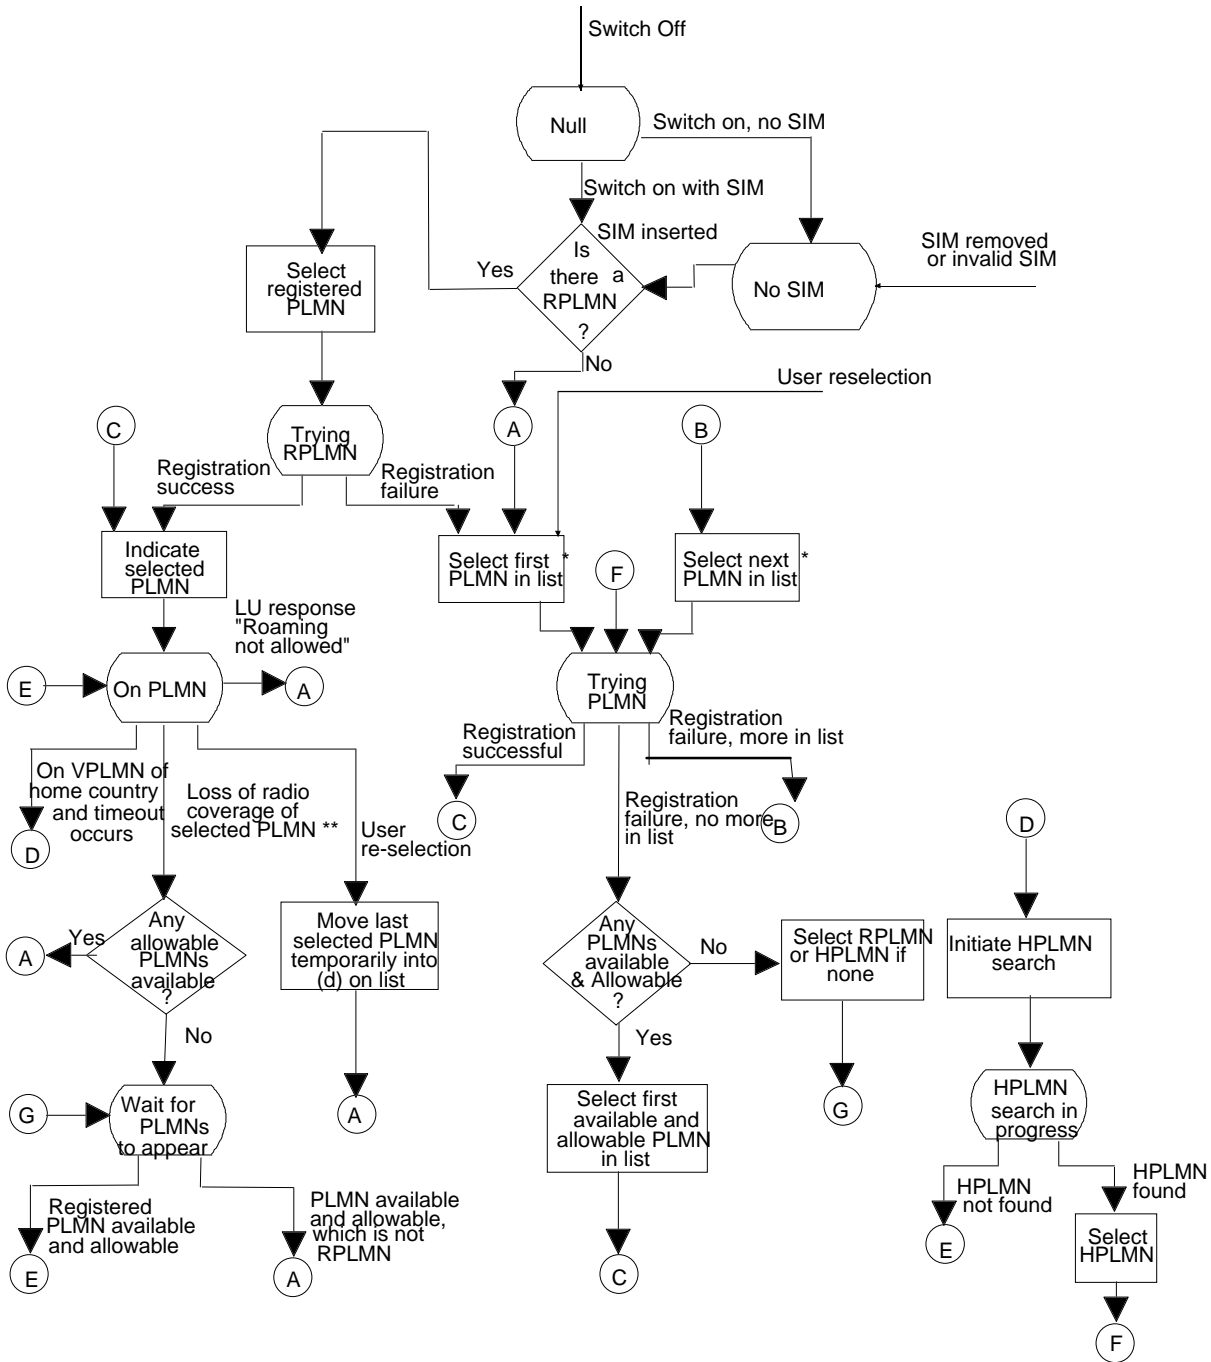 Switch Off
Null
Switch on, no SIM
Switch on with SIM
SIM inserted
SIM removed
or invalid SIM
Is
there a
RPLMN
?
Yes
No SIM
Select
registered
PLMN
No
User reselection
C
Trying
RPLMN
A
B
Registration
success
Registration
failure
Indicate
selected
PLMN
Select first *
PLMN in list
F
Select next *
PLMN in list
LU response
"Roaming
not allowed"
E
On PLMN
A
Trying
PLMN
Registration
successful
Registration
failure, more in list
On VPLMN of
home country
and timeout
occurs
Loss of radio
coverage of
selected PLMN **
User
re-selection
C
Registration
failure, no more
in list
B
D
D
Any
allowable
PLMNs
available
?
Yes
A
Move last
selected PLMN
temporarily into
(d) on list
Any
PLMNs
available
& Allowable
?
No
Select RPLMN
or HPLMN if
none
Initiate HPLMN
search
No
Yes
G
Wait for
PLMNs
to appear
A
Select first
available and
allowable PLMN
in list
G
HPLMN
search in
progress
Registered
PLMN available
and allowable
PLMN available
and allowable,
which is not
RPLMN
HPLMN
not found
HPLMN
found
E
A
C
E
Select
HPLMN
F